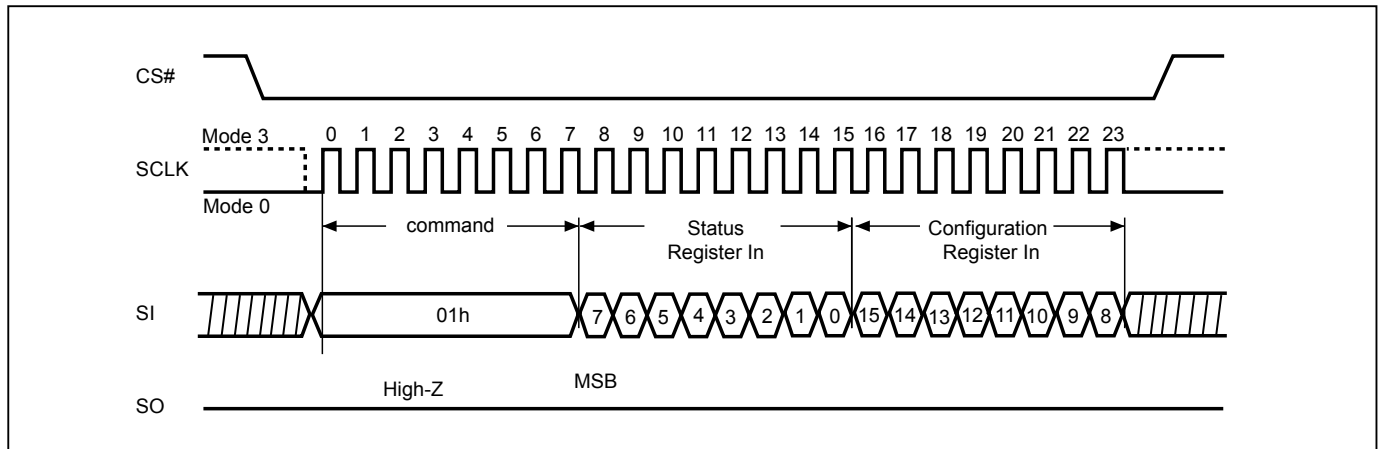 CS#
Mode 3
0 1 2 3 4 5 6 7 8 9 10 11 12 13 14 15 16 17 18 19 20 21 22 23
SCLK
Mode 0
command
Status
Register In
Configuration
Register In
SI
01h
7 6 5 4 3 2 1 0 15 14 13 12 11 10 9 8
High-Z
MSB
SO